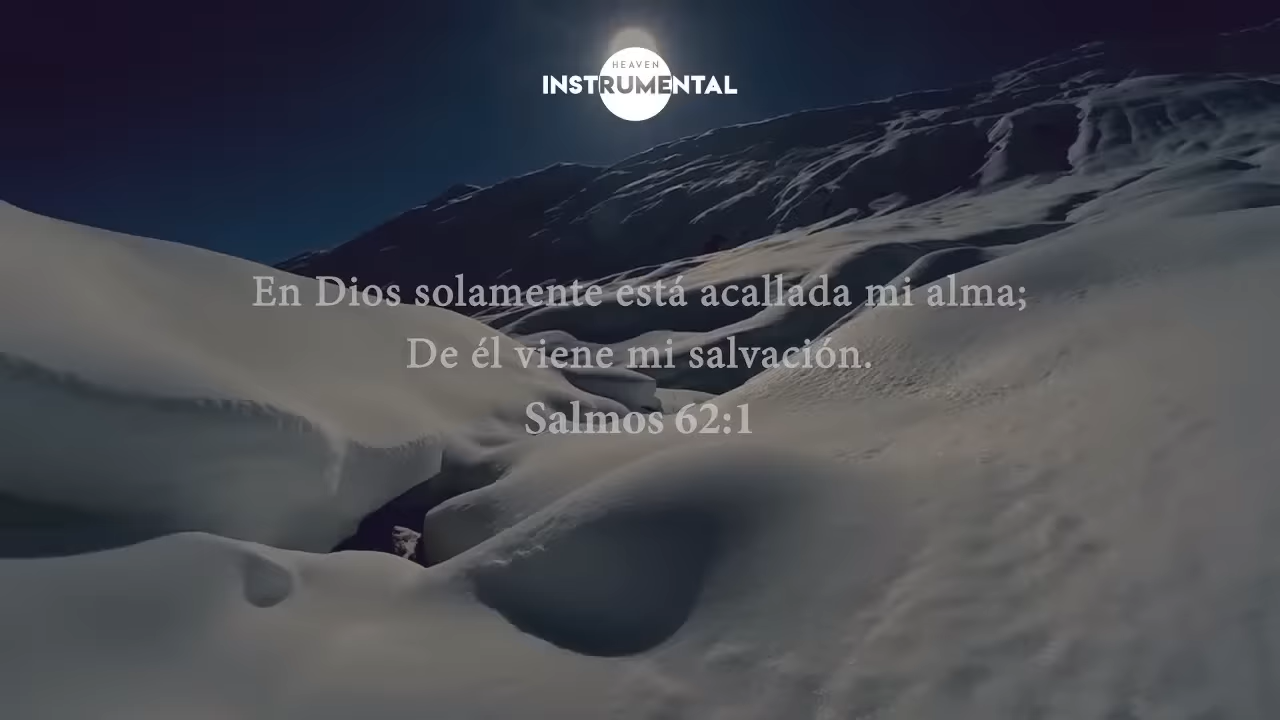 HEAVEN
INSTRUMENTAL
En Dios solamente está acallada mi alma;
De él viene mi salvación.
Salmos 62:1